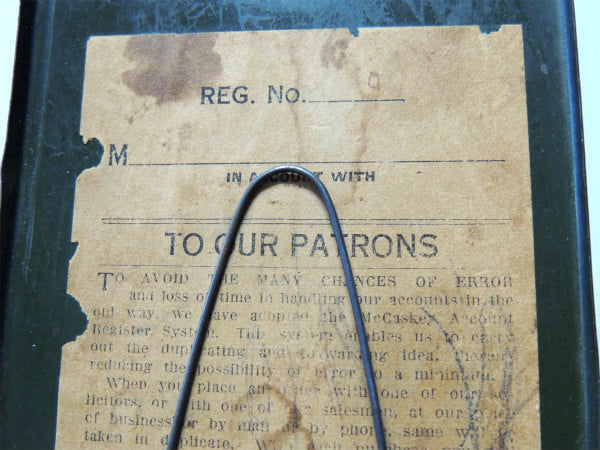 REG. No.
M
IN ACCOUNT WITH
TO OUR PATRONS
TO AVOID THE MANY CHANCES OF ERROR
and loss of time in handling our accounts in the
old way, we have adopted the McCaskey Account
Register System. This system enables us to carry
out the duplicating and forwarding idea, thereby
reducing the possibility of error to a minimum.
When you place an order with one of our so-
licitors, or with one of our salesmen, at our place
of business or by mail or by phone, same will be
taken in duplicate. With each purchase